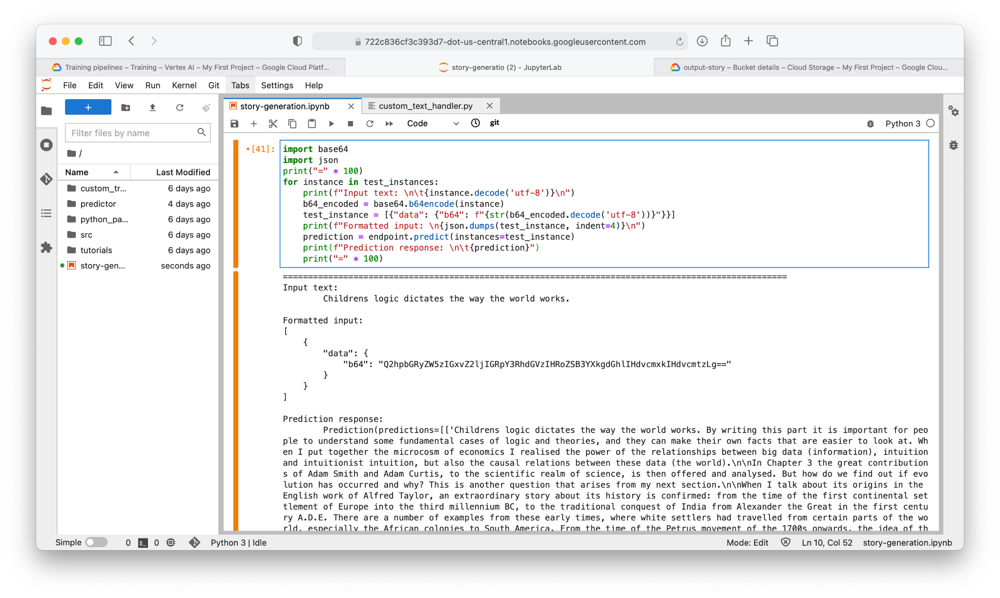 722c836cf3c393d7-dot-us-central1.notebooks.googleusercontent.com
Training pipelines – Training – Vertex AI – My First Project – Google Cloud Platf...
story-generatio (2) - JupyterLab
output-story – Bucket details – Cloud Storage – My First Project – Google Clou...
File Edit View Run Kernel Git Tabs Settings Help
+
Filter files by name
/
Name Last Modified
custom_tr... 6 days ago
predictor 4 days ago
python_pa... 6 days ago
src 6 days ago
tutorials 6 days ago
story-gen... seconds ago
story-generation.ipynb
custom_text_handler.py
Code
git
Python 3
[41]:
import base64
import json
print("=" * 100)
for instance in test_instances:
    print(f"Input text: \n\t{instance.decode('utf-8')}\n")
    b64_encoded = base64.b64encode(instance)
    test_instance = [{"data": {"b64": f"{str(b64_encoded.decode('utf-8'))}"}}]
    print(f"Formatted input: \n{json.dumps(test_instance, indent=4)}\n")
    prediction = endpoint.predict(instances=test_instance)
    print(f"Prediction response: \n\t{prediction}")
    print("=" * 100)
====================================================================================================
Input text:
        Childrens logic dictates the way the world works.
Formatted input:
[
    {
        "data": {
            "b64": "Q2hpbGRyZW5zIGxvZ2ljIGRpY3RhdGVzIHRoZSB3YXkgdGhlIHdvcmxkIHdvcmtzLg=="
        }
    }
]
Prediction response:
        Prediction(predictions=[['Childrens logic dictates the way the world works. By writing this part it is important for peo
ple to understand some fundamental cases of logic and theories, and they can make their own facts that are easier to look at. Wh
en I put together the microcosm of economics I realised the power of the relationships between big data (information), intuition
and intuitionist intuition, but also the causal relations between these data (the world).\n\nIn Chapter 3 the great contribution
s of Adam Smith and Adam Curtis, to the scientific realm of science, is then offered and analysed. But how do we find out if evo
lution has occurred and why? This is another question that arises from my next section.\n\nWhen I talk about its origins in the
English work of Alfred Taylor, an extraordinary story about its history is confirmed: from the time of the first continental set
tlement of Europe into the third millennium BC, to the traditional conquest of India from Alexander the Great in the first centu
ry A.D.E. There are a number of examples from these early times, where white settlers had travelled from certain parts of the wo
rld, especially the African colonies to South America. From the time of the Petrus movement of the 1700s onwards, the idea of th
Simple 0 $_ 0 Python 3 | Idle
Mode: Edit Ln 10, Col 52 story-generation.ipynb